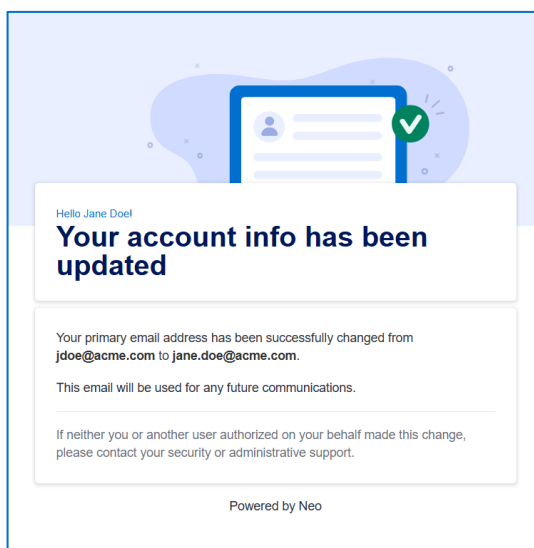 Hello Jane Doe!
Your account info has been
updated
Your primary email address has been successfully changed from
jdoe@acme.com to jane.doe@acme.com.
This email will be used for any future communications.
If neither you or another user authorized on your behalf made this change,
please contact your security or administrative support.
Powered by Neo